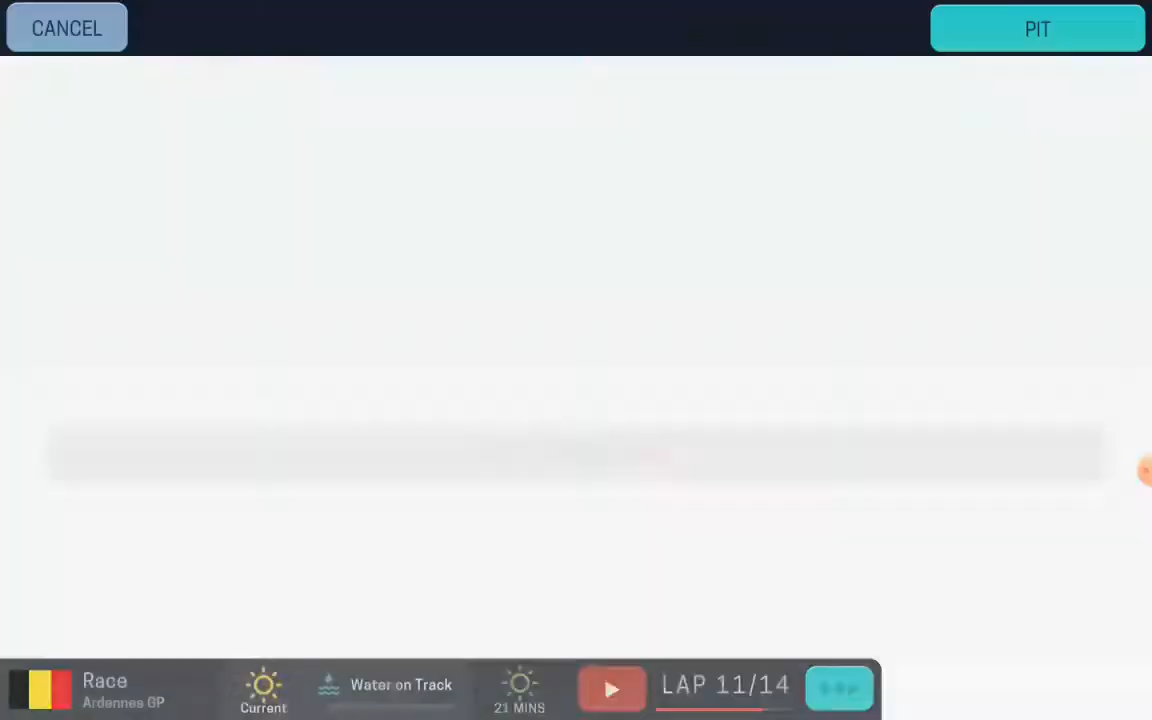 CANCEL
PIT
Race
Ardennes GP
Current
Water on Track
21 MINS
LAP 11/14